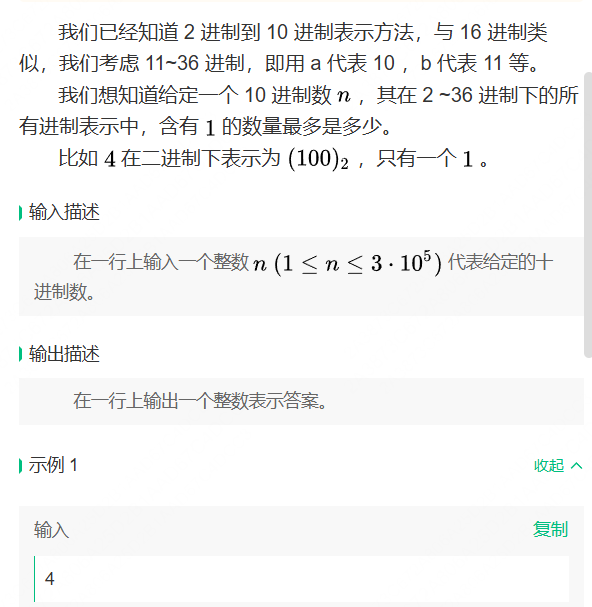 我们已经知道 2 进制到 10 进制表示方法，与 16 进制类
似，我们考虑 11~36 进制，即用 a 代表 10 ，b 代表 11 等。
我们想知道给定一个 10 进制数 n ，其在 2 ~36 进制下的所
有进制表示中，含有 1 的数量最多是多少。
比如 4 在二进制下表示为 (100)₂ ，只有一个 1 。
输入描述
在一行上输入一个整数 n (1 ≤ n ≤ 3 · 10⁵) 代表给定的十
进制数。
输出描述
在一行上输出一个整数表示答案。
示例 1
收起
输入
复制
4